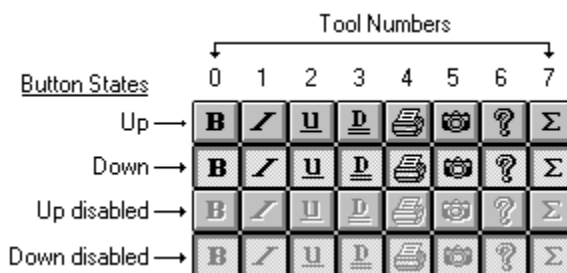 Tool Numbers
Button States 0 1 2 3 4 5 6 7
Up B I U D ? Σ
Down B I U D ? Σ
Up disabled B I U D ? Σ
Down disabled B I U D ? Σ